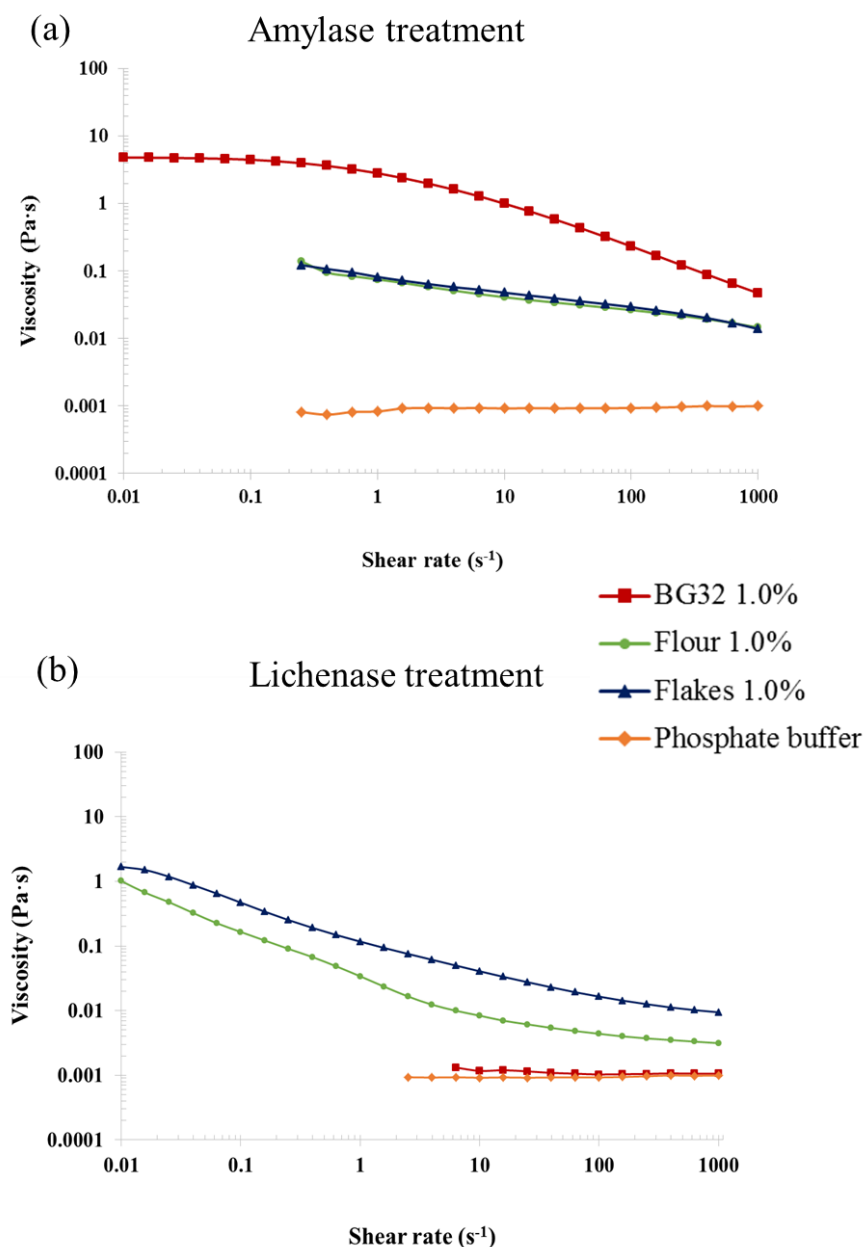 (a) Amylase treatment
100
10
1
0.1
0.01
0.001
0.0001
Viscosity (Pa·s)
0.01 0.1 1 10 100 1000
Shear rate (s⁻¹)
BG32 1.0%
Flour 1.0%
Flakes 1.0%
Phosphate buffer
(b) Lichenase treatment
100
10
1
0.1
0.01
0.001
0.0001
Viscosity (Pa·s)
0.01 0.1 1 10 100 1000
Shear rate (s⁻¹)